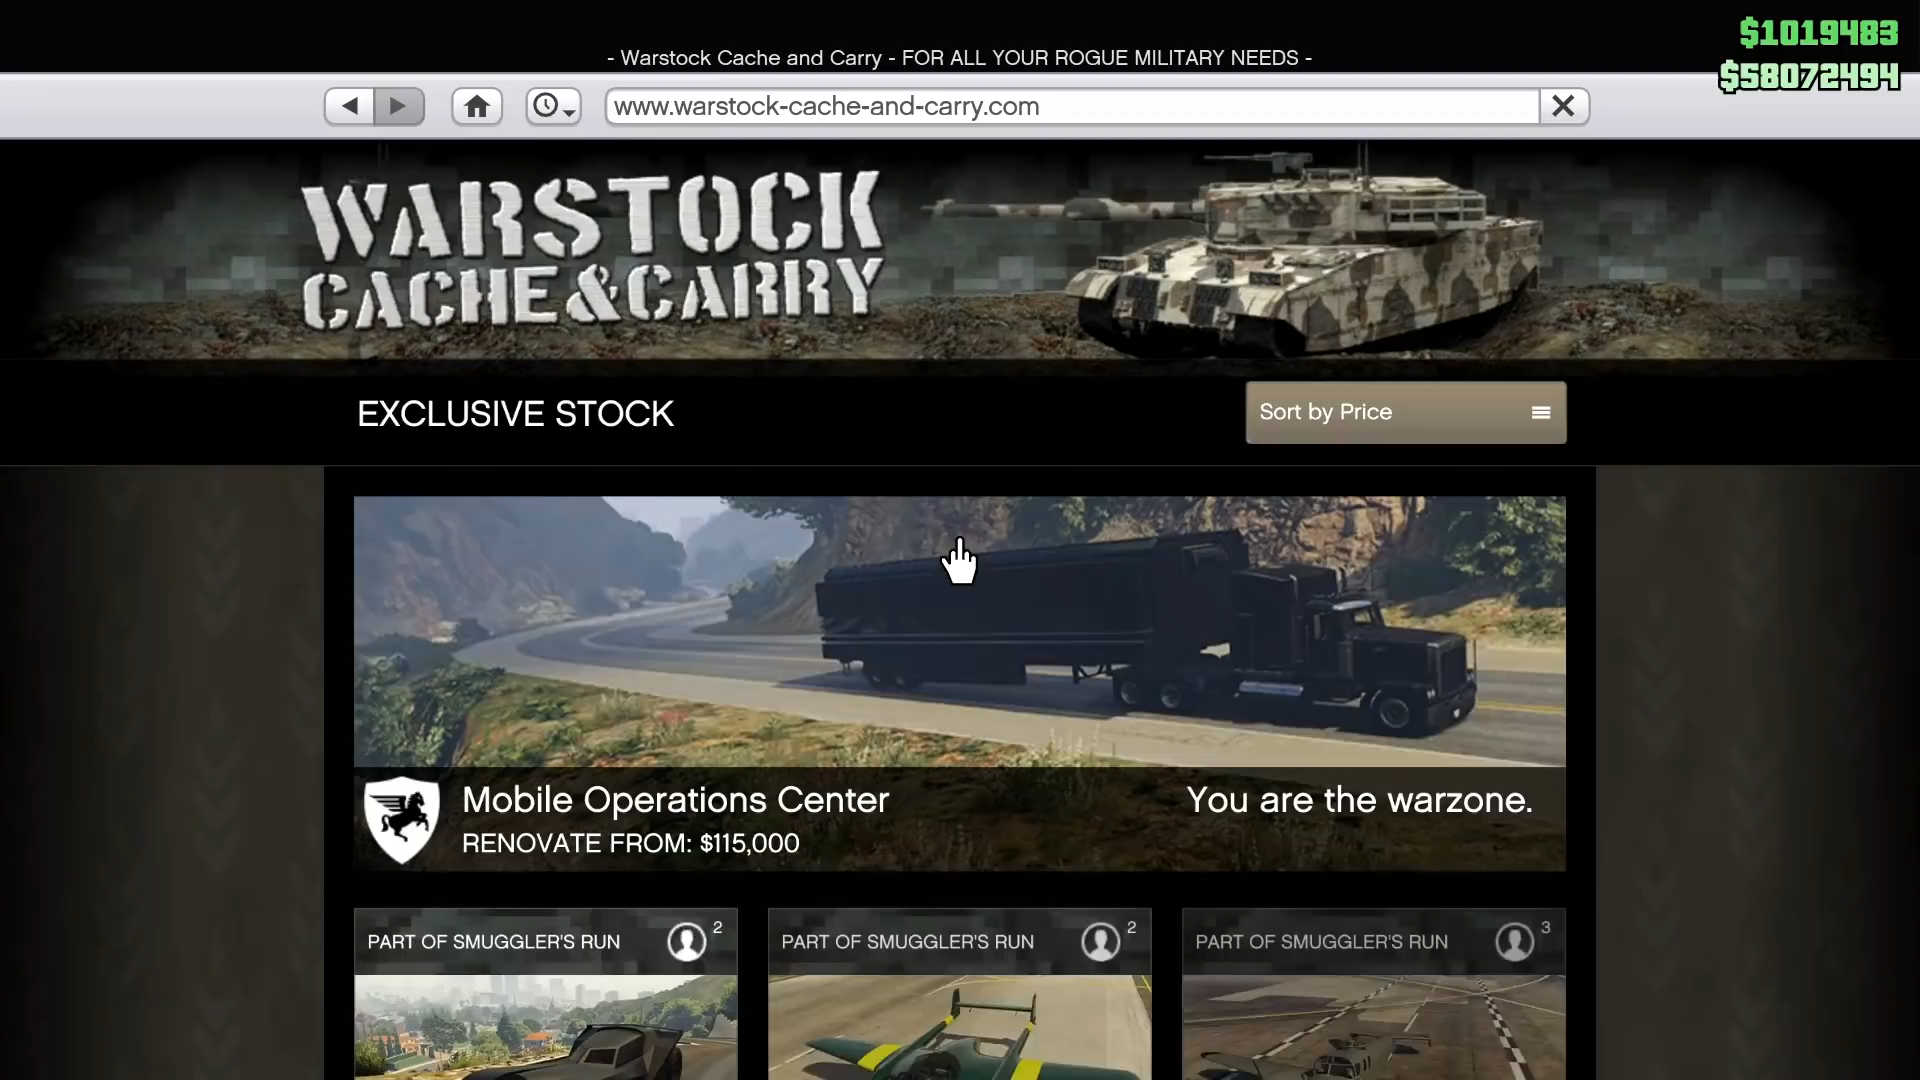 $1019483
- Warstock Cache and Carry - FOR ALL YOUR ROGUE MILITARY NEEDS -
$58072494
www.warstock-cache-and-carry.com
WARSTOCK
CACHE&CARRY
EXCLUSIVE STOCK
Sort by Price
Mobile Operations Center
You are the warzone.
RENOVATE FROM: $115,000
PART OF SMUGGLER'S RUN 2
PART OF SMUGGLER'S RUN 2
PART OF SMUGGLER'S RUN 3